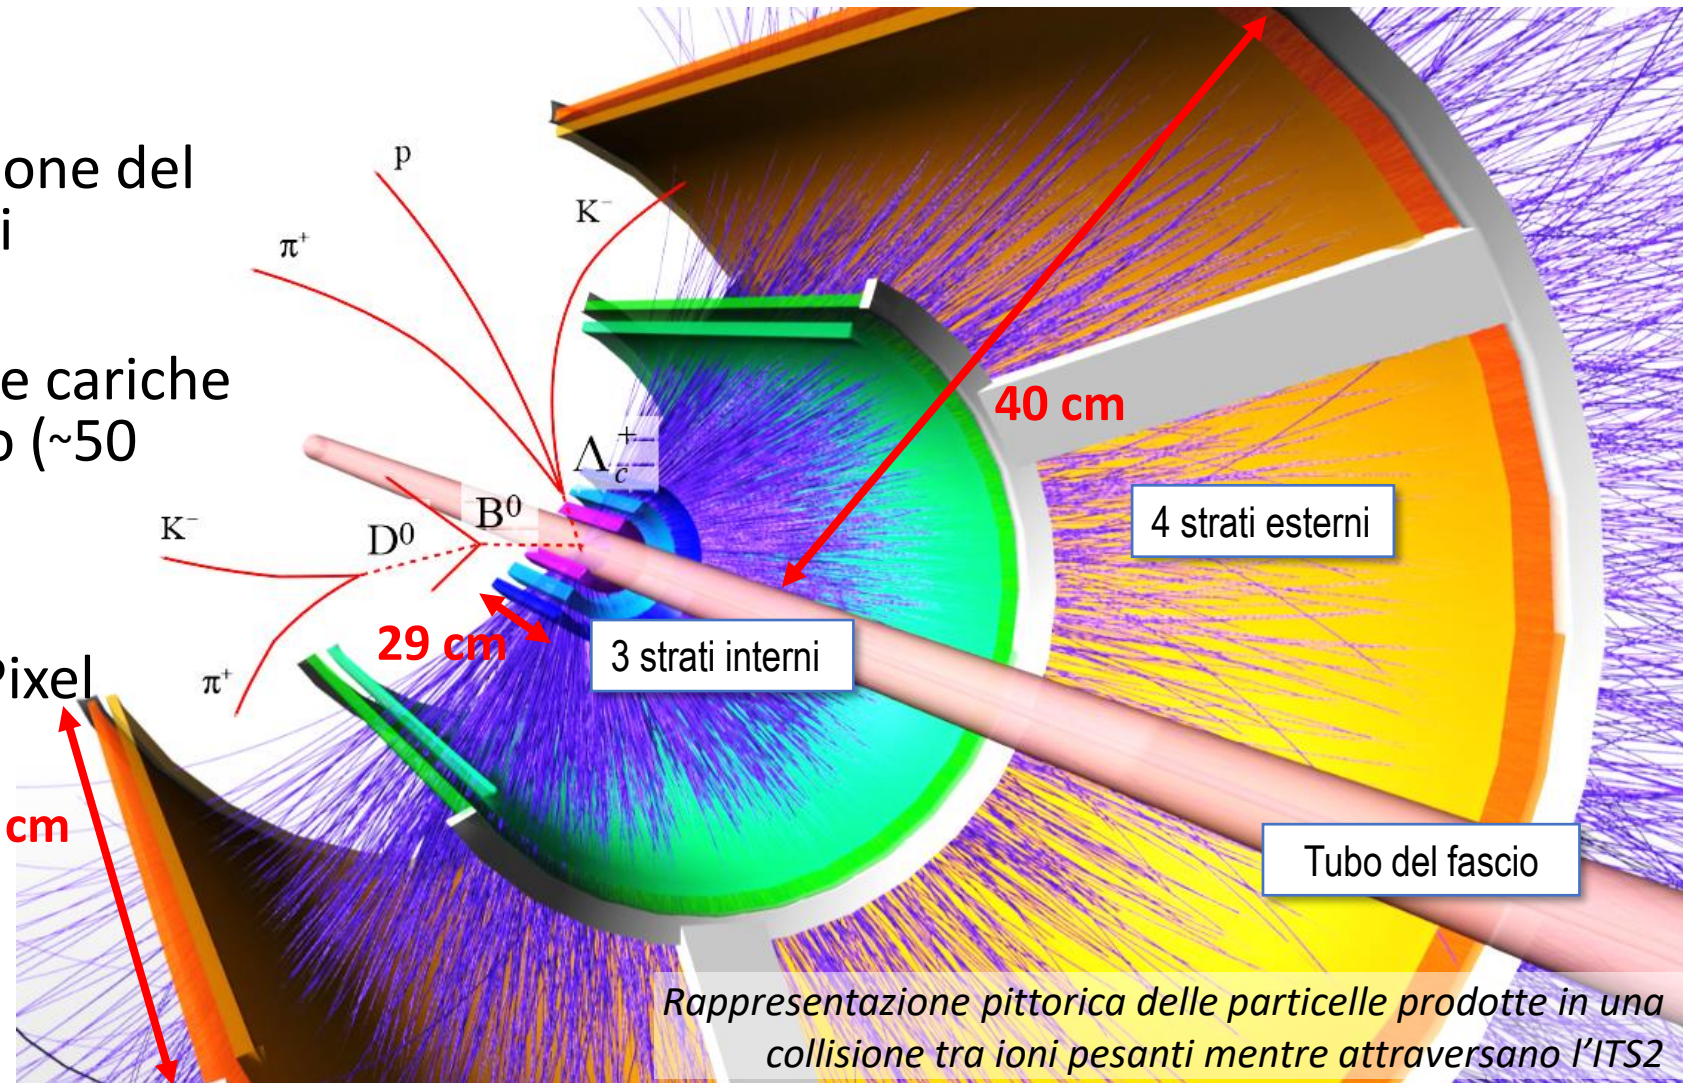 one del
i
e cariche
o (~50
Pixel
cm
p
K⁻
π⁺
Λ_c⁺
B⁰
D⁰
K⁻
π⁺
29 cm
40 cm
3 strati interni
4 strati esterni
Tubo del fascio
Rappresentazione pittorica delle particelle prodotte in una
collisione tra ioni pesanti mentre attraversano l’ITS2